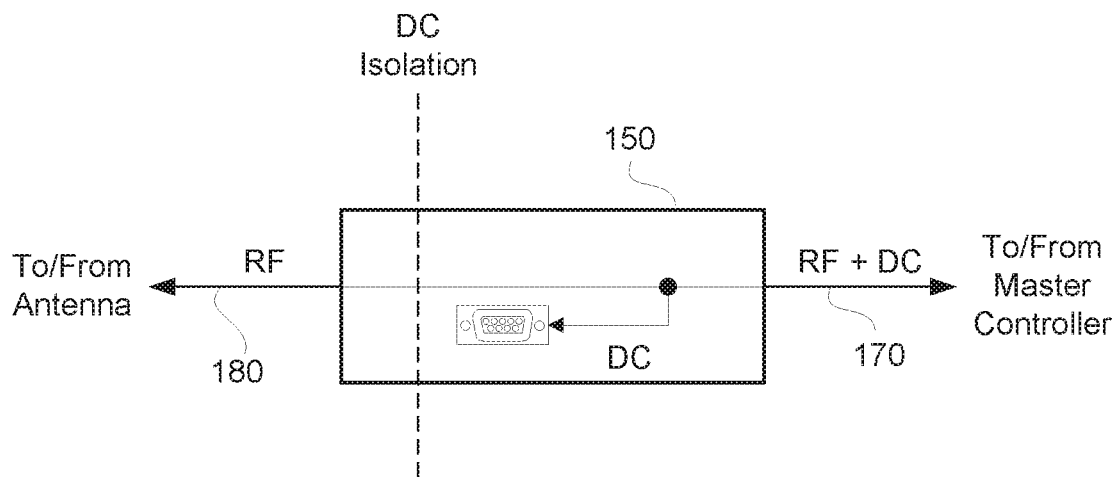 DC
Isolation
150
To/From
Antenna
RF
RF + DC
To/From
Master
Controller
180
DC
170